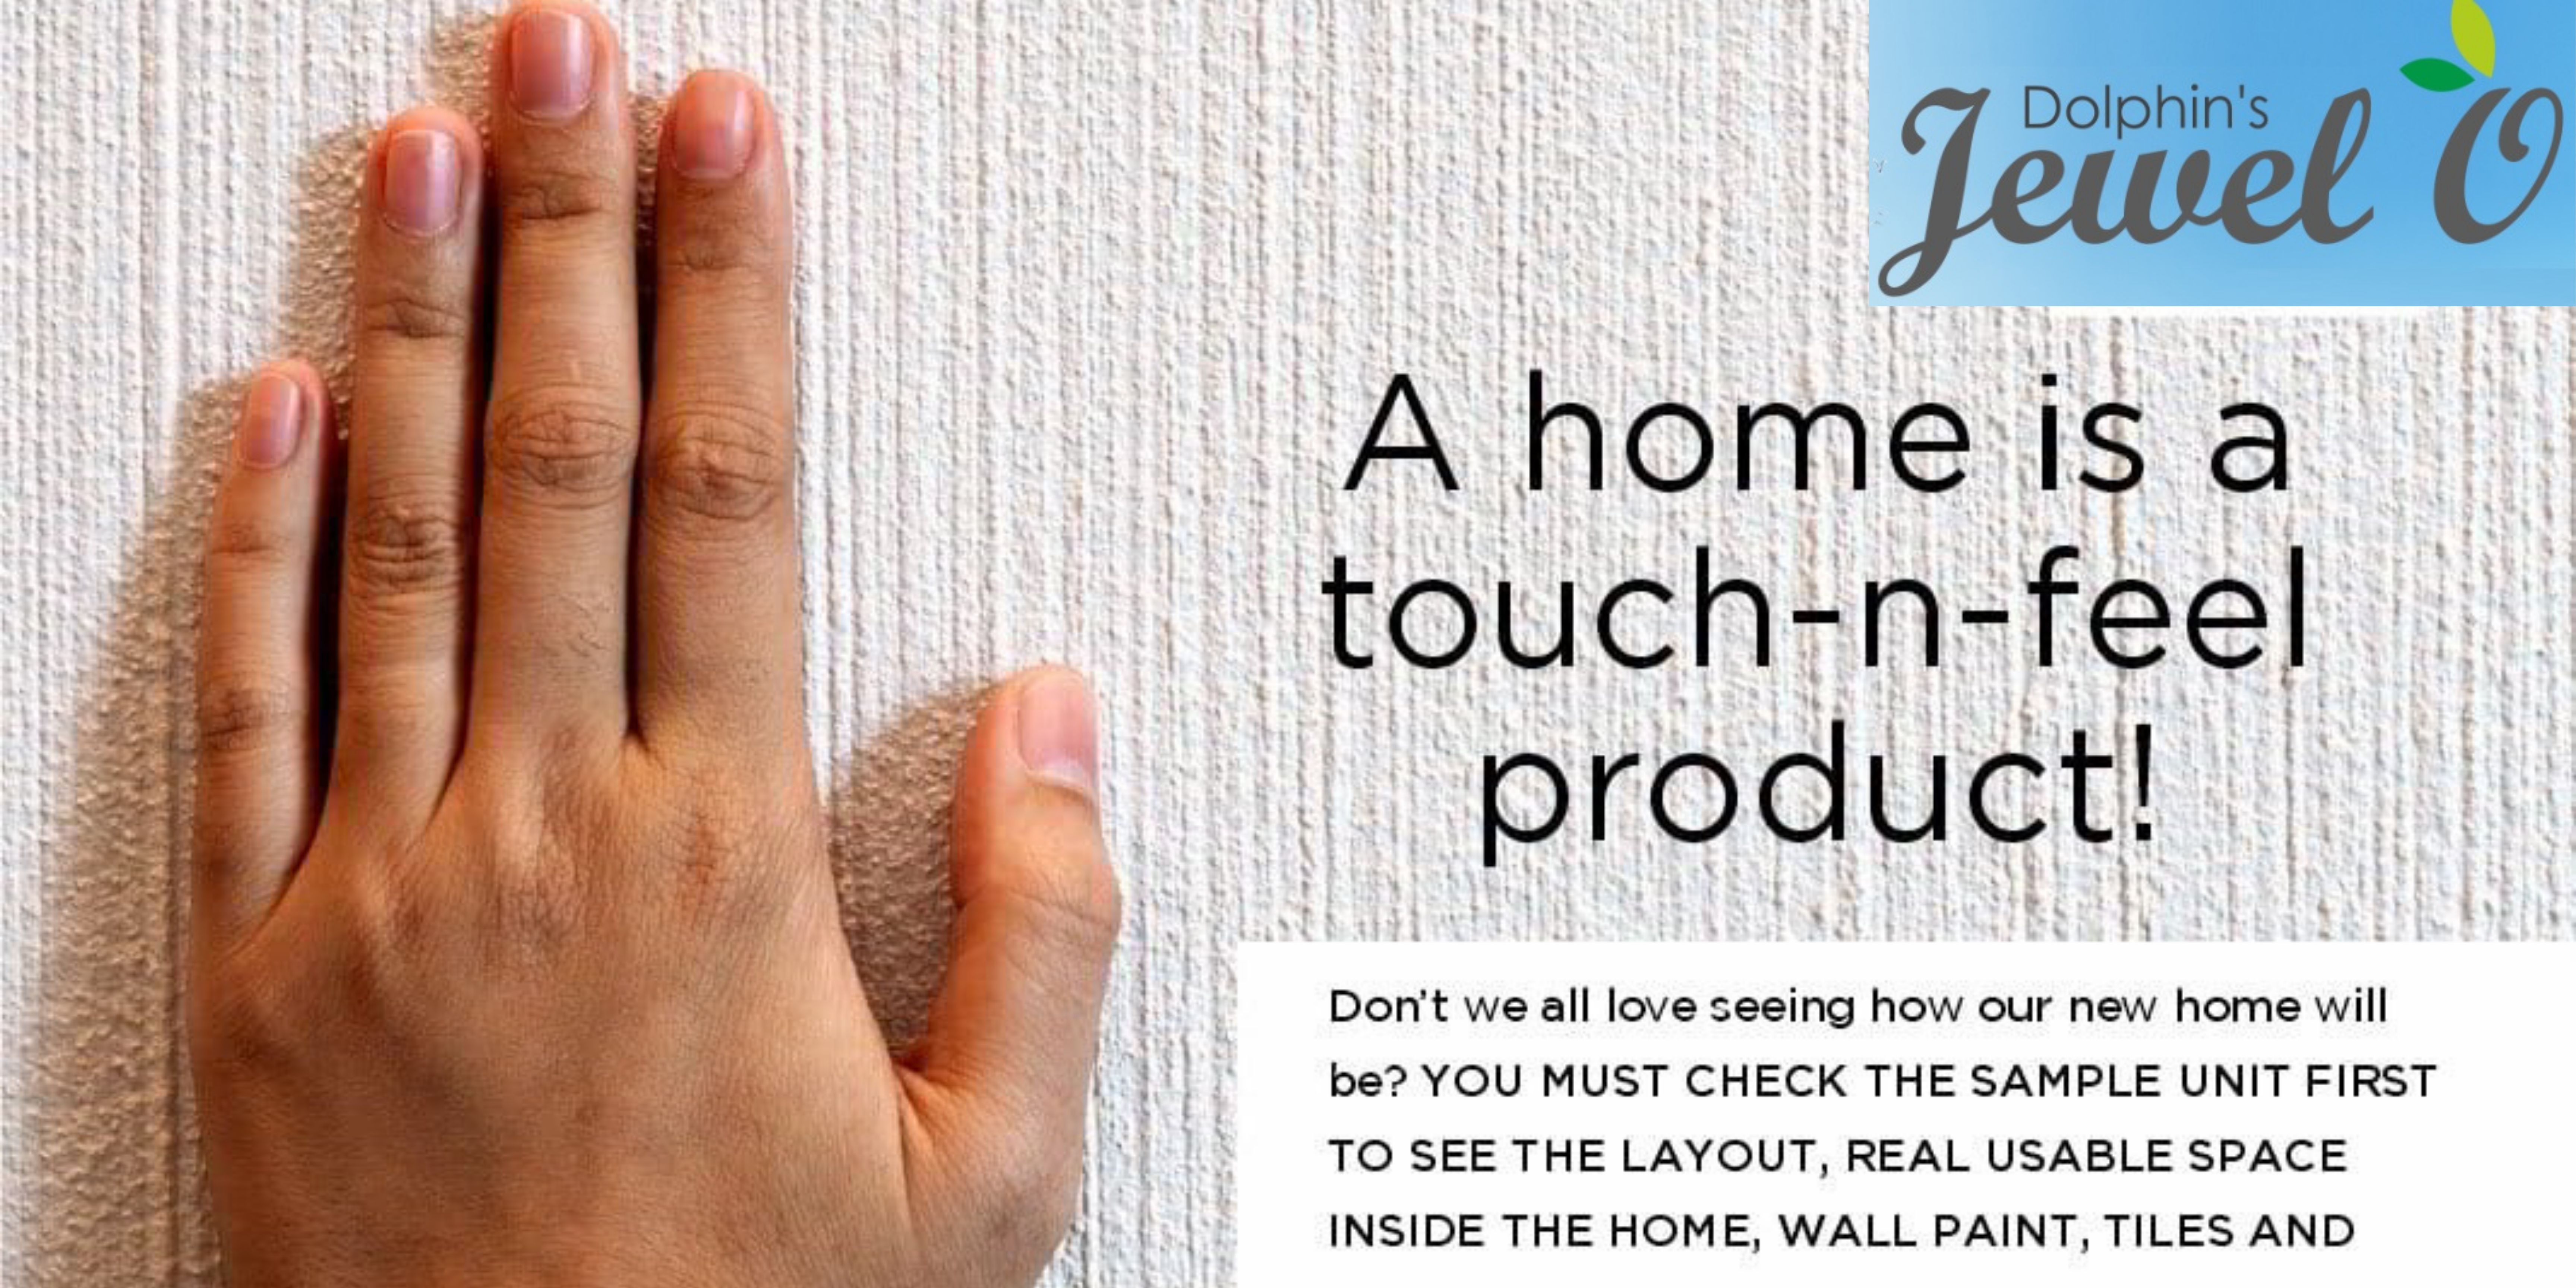 Dolphin's
Jewel O
A home is a
touch-n-feel
product!
Don't we all love seeing how our new home will
be? YOU MUST CHECK THE SAMPLE UNIT FIRST
TO SEE THE LAYOUT, REAL USABLE SPACE
INSIDE THE HOME, WALL PAINT, TILES AND